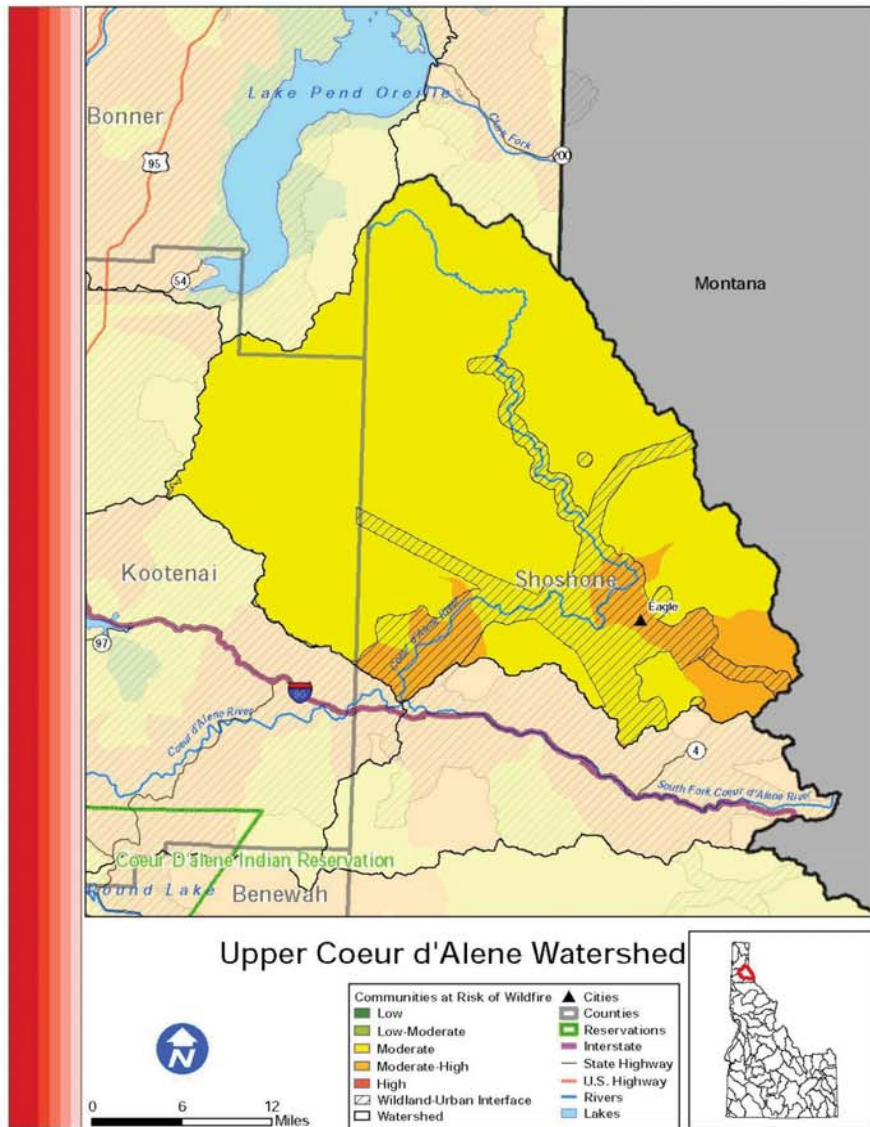 Lake Pend Oreille
Bonner
Clark Fork
95
200
54
Montana
Kootenai
Shoshone
Eagle
97
Coeur d'Alene River
90
Coeur d'Alene River
4
South Fork Coeur d'Alene River
Coeur D'alene Indian Reservation
Round Lake
Benewah
Upper Coeur d'Alene Watershed
Communities at Risk of Wildfire
Low
Low-Moderate
Moderate
Moderate-High
High
Wildland-Urban Interface
Watershed
Cities
Counties
Reservations
Interstate
State Highway
U.S. Highway
Rivers
Lakes
N
0 6 12
Miles